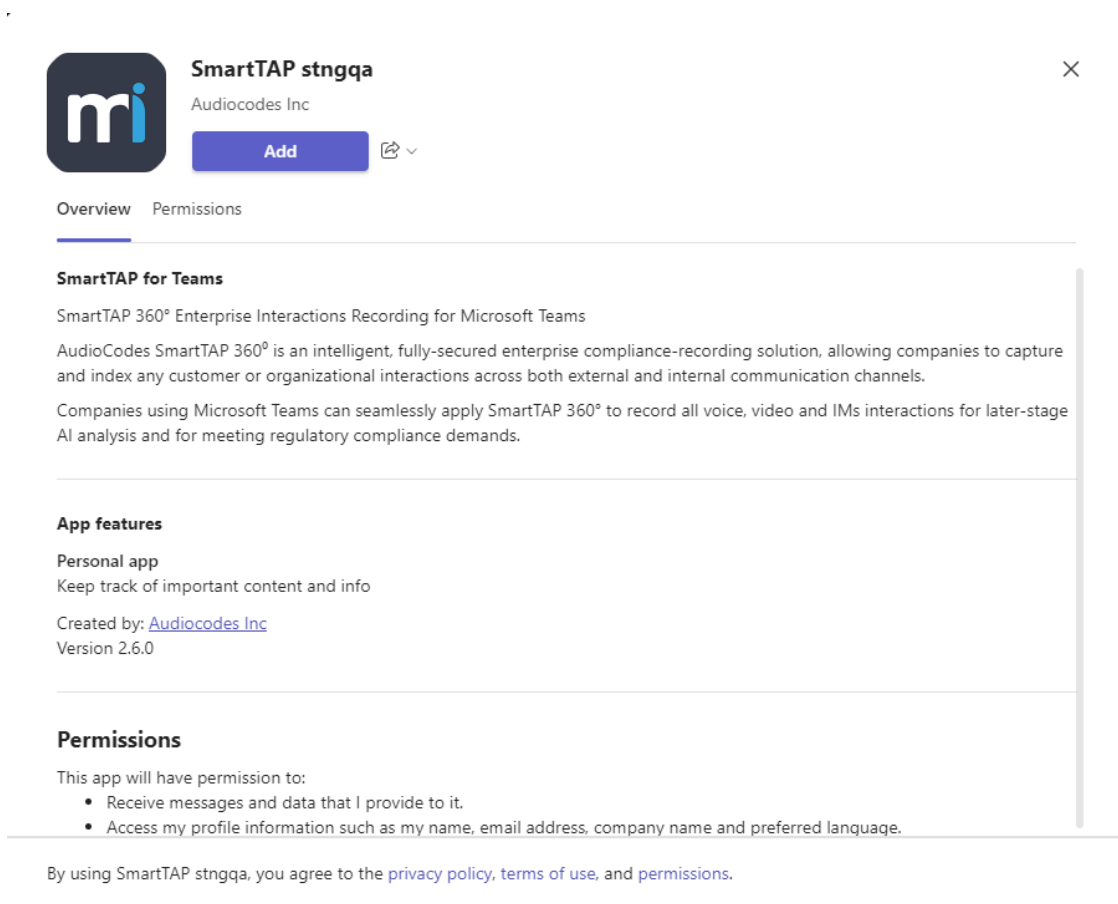 mi
SmartTAP stngqa
Audiocodes Inc
Add
Overview Permissions
SmartTAP for Teams
SmartTAP 360° Enterprise Interactions Recording for Microsoft Teams
AudioCodes SmartTAP 360⁰ is an intelligent, fully-secured enterprise compliance-recording solution, allowing companies to capture
and index any customer or organizational interactions across both external and internal communication channels.
Companies using Microsoft Teams can seamlessly apply SmartTAP 360° to record all voice, video and IMs interactions for later-stage
AI analysis and for meeting regulatory compliance demands.
App features
Personal app
Keep track of important content and info
Created by: Audiocodes Inc
Version 2.6.0
Permissions
This app will have permission to:
• Receive messages and data that I provide to it.
• Access my profile information such as my name, email address, company name and preferred language.
By using SmartTAP stngqa, you agree to the privacy policy, terms of use, and permissions.